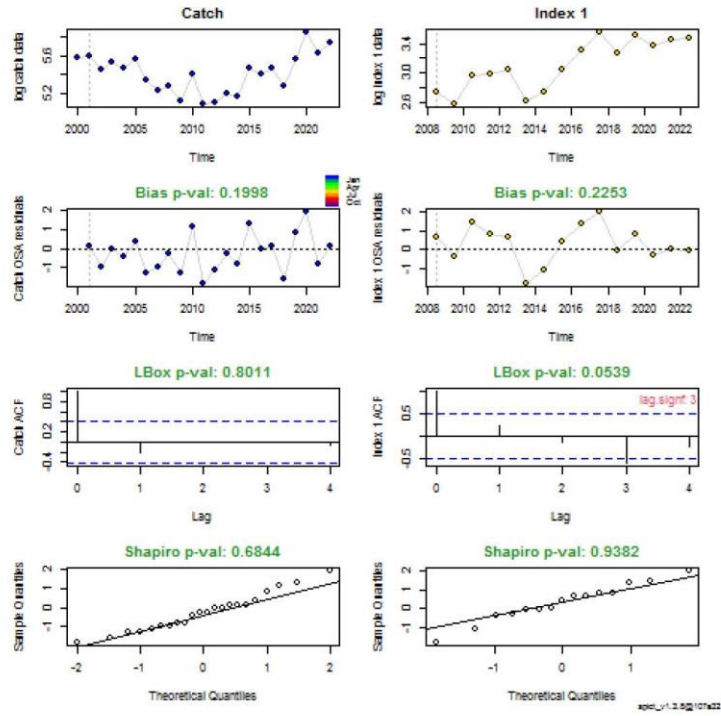 Catch
Index 1
log catch data
5.6
5.2
2000 2005 2010 2015 2020
Time
log index 1 data
3.4
3.0
2.6
2008 2010 2012 2014 2016 2018 2020 2022
Time
Bias p-val: 0.1998
Bias p-val: 0.2253
Catch OSA residuals
2
1
0
-1
2000 2005 2010 2015 2020
Time
Index 1 OSA residuals
2
1
0
-1
2008 2010 2012 2014 2016 2018 2020 2022
Time
LBox p-val: 0.8011
LBox p-val: 0.0539
Catch ACF
0.8
0.2
-0.4
0 1 2 3 4
Lag
Index 1 ACF
lag.signf: 3
0.5
-0.5
0 1 2 3 4
Lag
Shapiro p-val: 0.6844
Shapiro p-val: 0.9382
Sample Quantiles
2
1
0
-1
-2 -1 0 1 2
Theoretical Quantiles
Sample Quantiles
2
1
0
-1
-1 0 1
Theoretical Quantiles